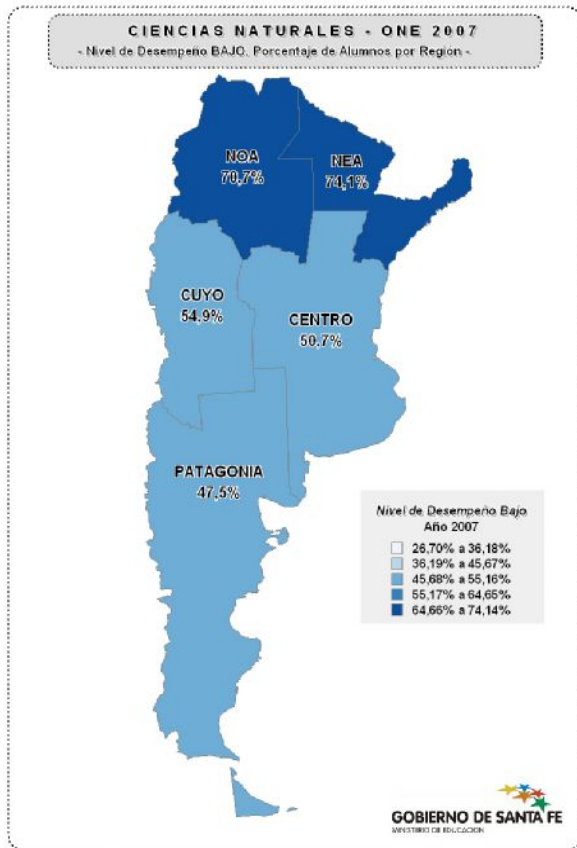 CIENCIAS NATURALES - ONE 2007
- Nivel de Desempeño BAJO. Porcentaje de Alumnos por Región -
NOA
70,7%
NEA
74,1%
CUYO
54,9%
CENTRO
50,7%
PATAGONIA
47,5%
Nivel de Desempeño Bajo
Año 2007
26,70% a 36,18%
36,19% a 45,67%
45,68% a 55,16%
55,17% a 64,65%
64,66% a 74,14%
GOBIERNO DE SANTA FE
MINISTERIO DE EDUCACION